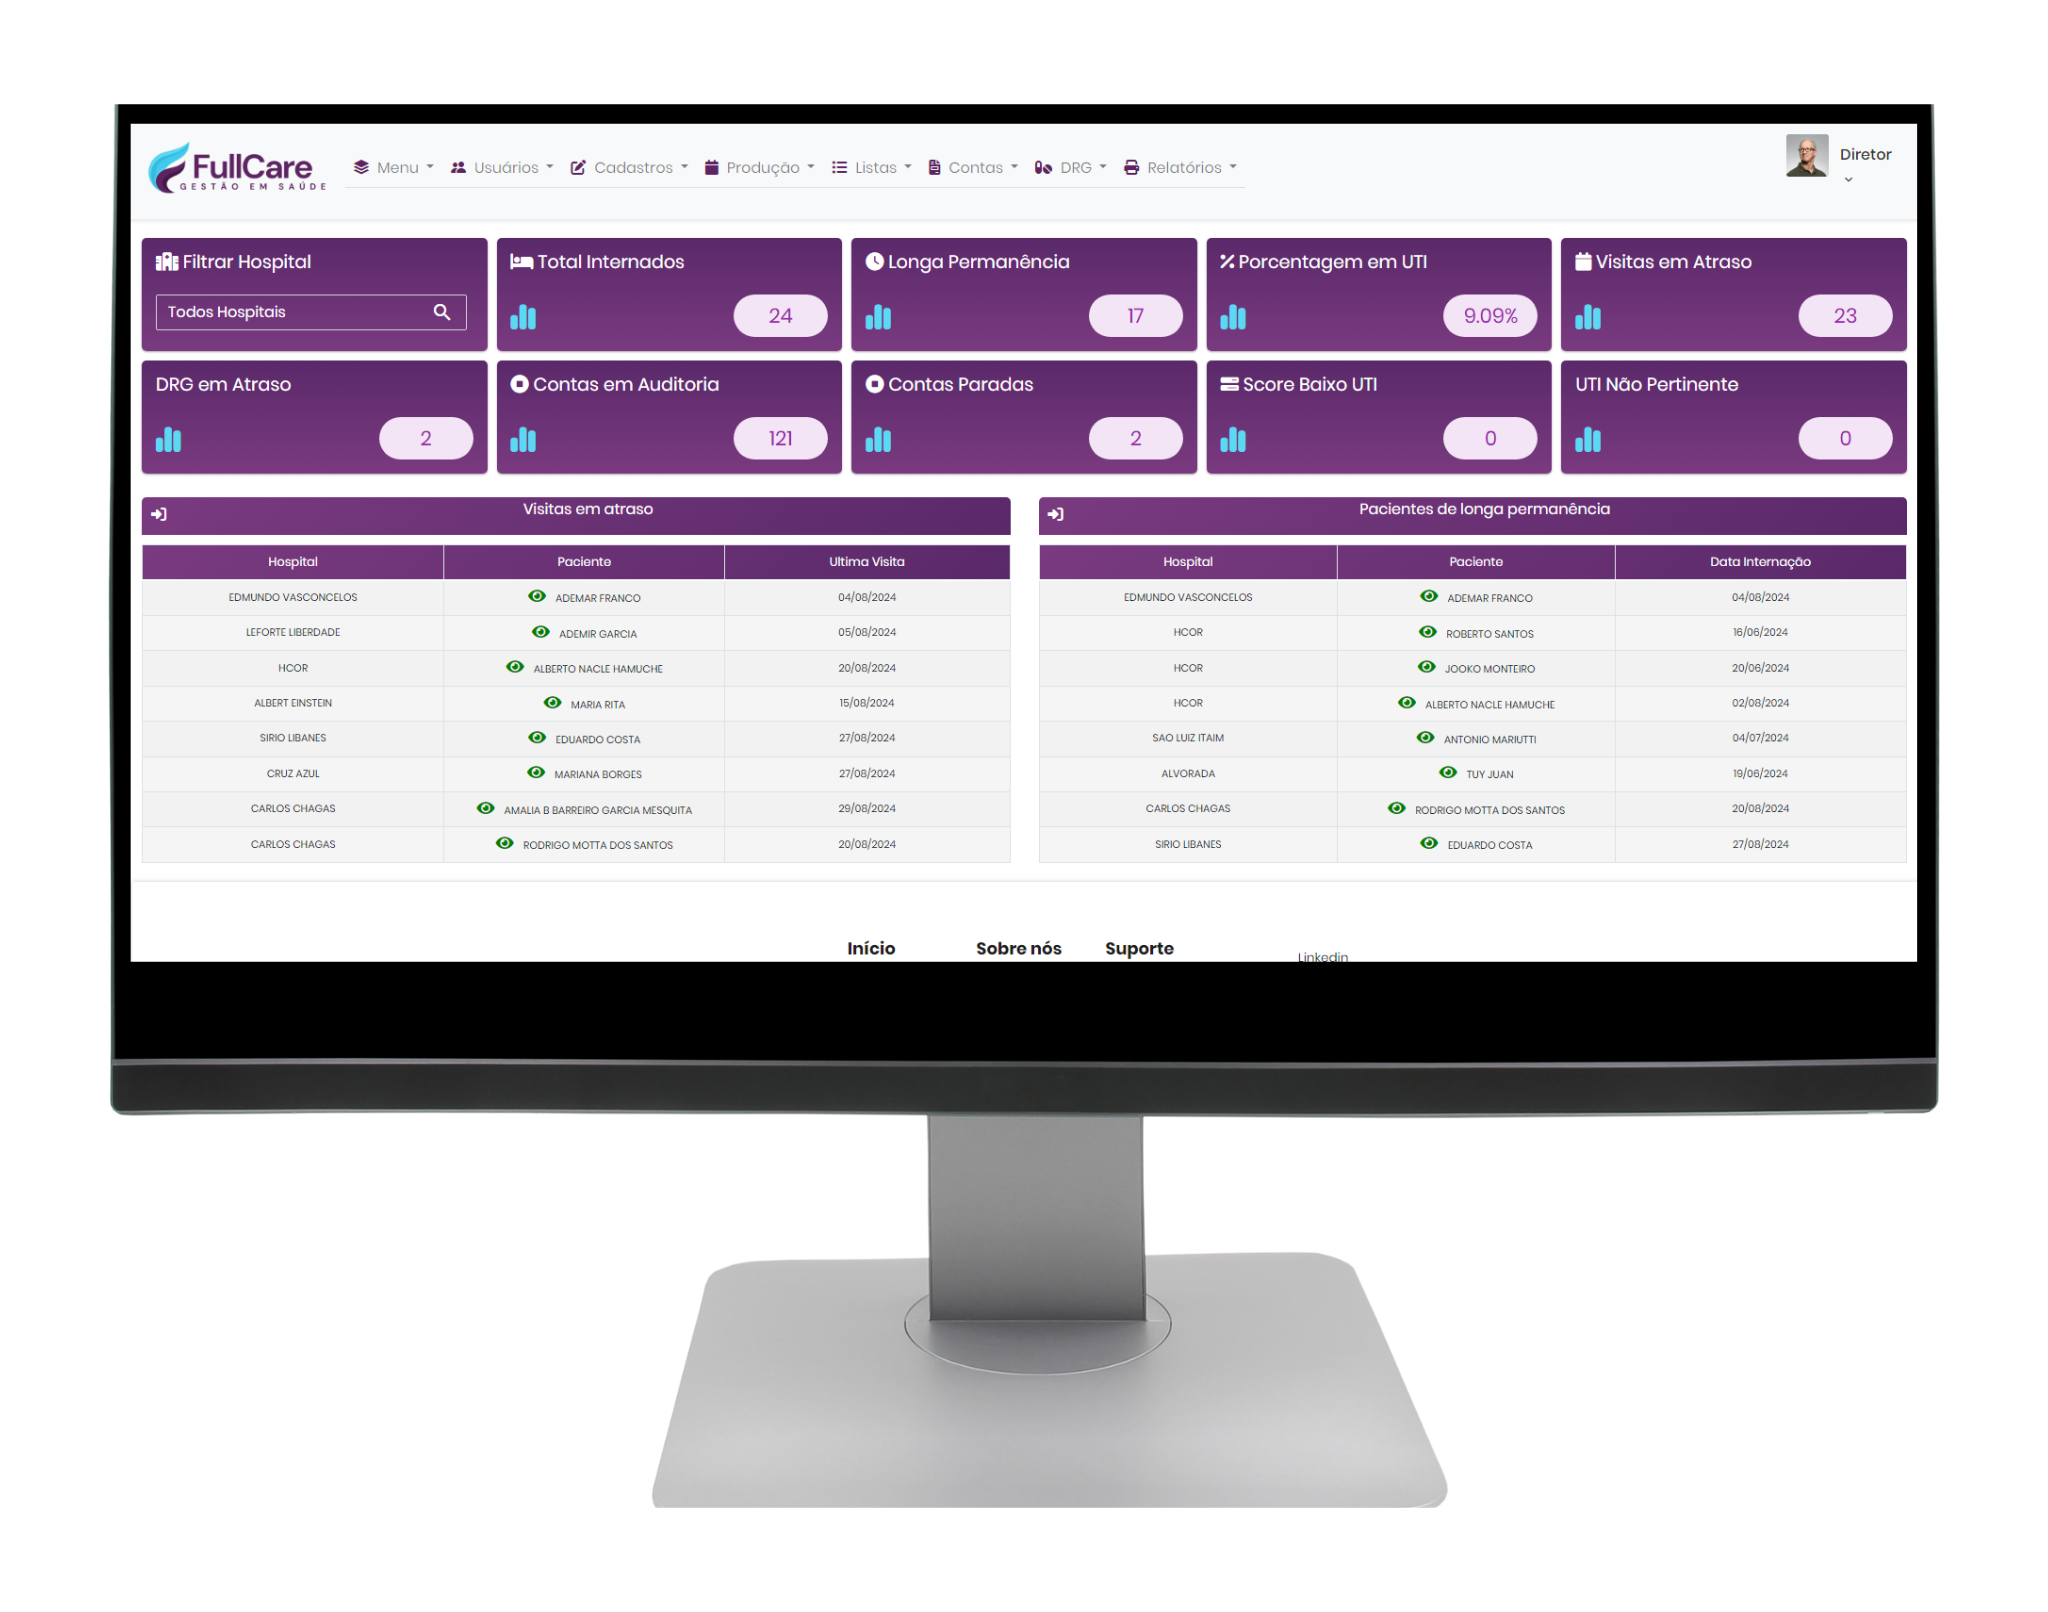 FullCare
GESTÃO EM SAÚDE
Menu Usuários Cadastros Produção Listas Contas DRG Relatórios
Diretor
Filtrar Hospital
Todos Hospitais
Total Internados
24
Longa Permanência
17
Porcentagem em UTI
9.09%
Visitas em Atraso
23
DRG em Atraso
2
Contas em Auditoria
121
Contas Paradas
2
Score Baixo UTI
0
UTI Não Pertinente
0
Visitas em atraso
Hospital Paciente Ultima Visita
EDMUNDO VASCONCELOS ADEMAR FRANCO 04/08/2024
LEFORTE LIBERDADE ADEMIR GARCIA 05/08/2024
HCOR ALBERTO NACLE HAMUCHE 20/08/2024
ALBERT EINSTEIN MARIA RITA 15/08/2024
SIRIO LIBANES EDUARDO COSTA 27/08/2024
CRUZ AZUL MARIANA BORGES 27/08/2024
CARLOS CHAGAS AMALIA B BARREIRO GARCIA MESQUITA 29/08/2024
CARLOS CHAGAS RODRIGO MOTTA DOS SANTOS 20/08/2024
Pacientes de longa permanência
Hospital Paciente Data Internação
EDMUNDO VASCONCELOS ADEMAR FRANCO 04/08/2024
HCOR ROBERTO SANTOS 16/06/2024
HCOR JOOKO MONTEIRO 20/06/2024
HCOR ALBERTO NACLE HAMUCHE 02/08/2024
SAO LUIZ ITAIM ANTONIO MARIUTTI 04/07/2024
ALVORADA TUY JUAN 19/06/2024
CARLOS CHAGAS RODRIGO MOTTA DOS SANTOS 20/08/2024
SIRIO LIBANES EDUARDO COSTA 27/08/2024
Início Sobre nós Suporte Linkedin